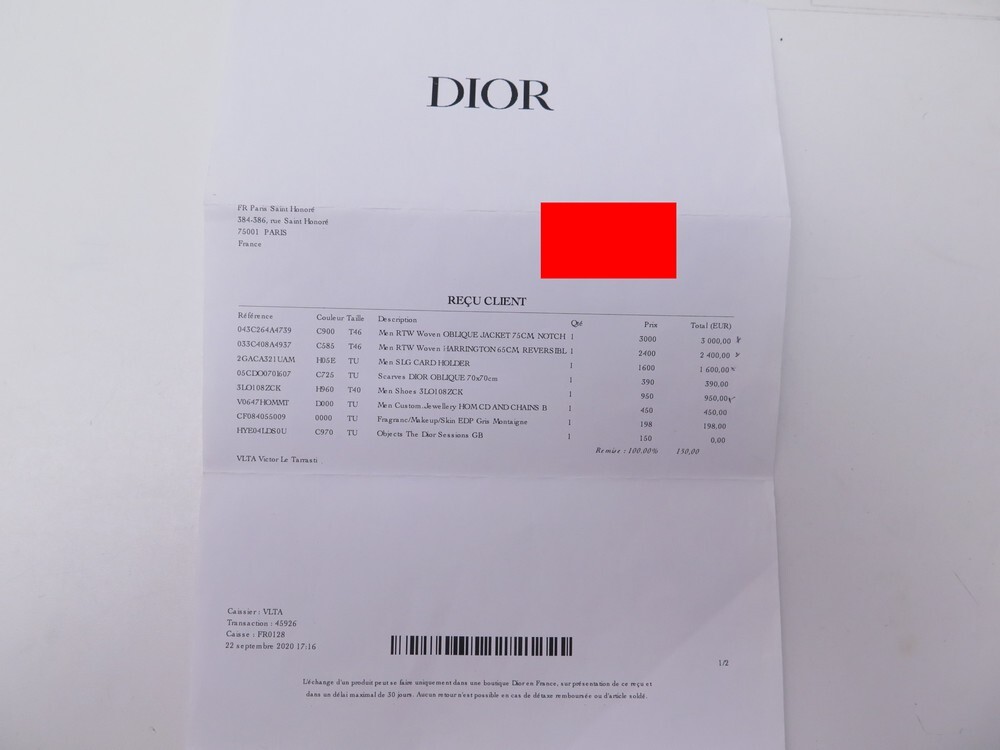 DIOR
FR Paris Saint Honoré
384-386, rue Saint Honoré
75001 PARIS
France
REÇU CLIENT
Référence Couleur Taille Description Qté Prix Total (EUR)
043C264A4739 C900 T46 Men RTW Woven OBLIQUE JACKET 75CM, NOTCH 1 3000 3 000,00
033C408A4937 C585 T46 Men RTW Woven HARRINGTON 65CM, REVERSIBL 1 2400 2 400,00
2GACA321UAM H05E TU Men SLG CARD HOLDER 1 1600 1 600,00
05CDO070I607 C725 TU Scarves DIOR OBLIQUE 70x70cm 1 390 390,00
3LO108ZCK H960 T40 Men Shoes 3LO108ZCK 1 950 950,00
V0647HOMMT D000 TU Men Custom.Jewellery HOM CD AND CHAINS B 1 450 450,00
CF084055009 0000 TU Fragranc/Makeup/Skin EDP Gris Montaigne 1 198 198,00
HYE04LDS0U C970 TU Objects The Dior Sessions GB 1 150 0,00
Remise : 100,00% 150,00
VLTA Victor Le Tarnasti
Caissier : VLTA
Transaction : 45926
Caisse : FR0128
22 septembre 2020 17:16
1/2
L'échange d'un produit peut se faire uniquement dans une boutique Dior en France, sur présentation de ce reçu et
dans un délai maximal de 30 jours. Aucun retour n'est possible en cas de détaxe remboursée ou d'article soldé.